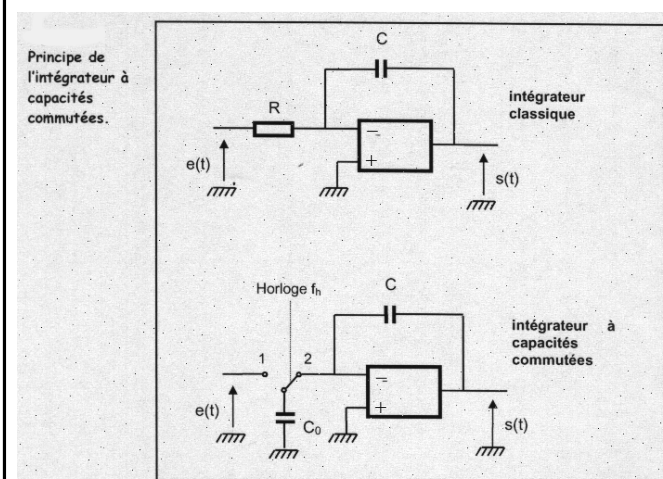 Principe de
l'intégrateur à
capacités
commutées.
C
R
intégrateur
classique
−
+
e(t)
s(t)
Horloge fₕ
C
1
2
intégrateur à
capacités
commutées
−
+
e(t)
C₀
s(t)